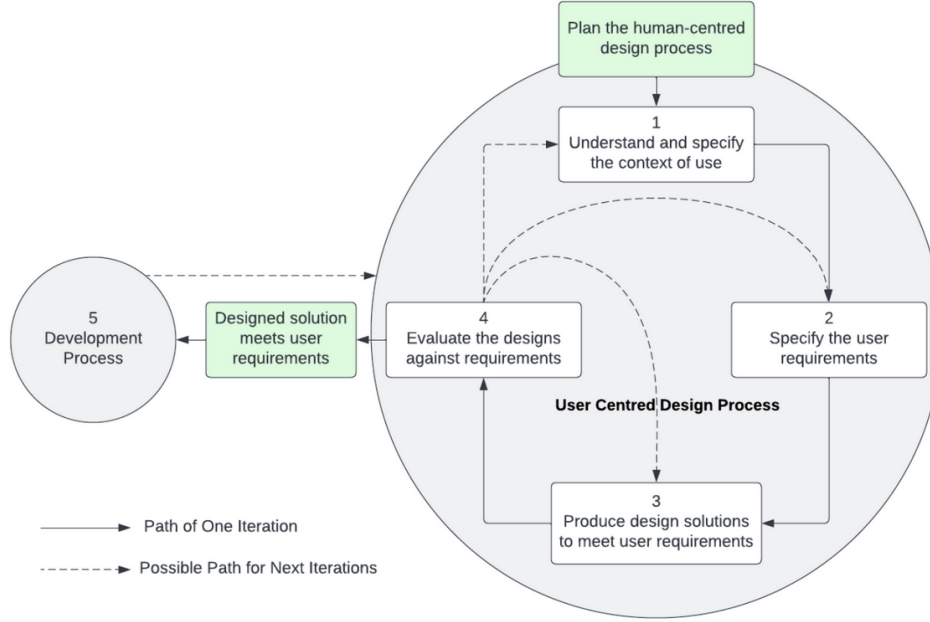 Plan the human-centred
design process
1
Understand and specify
the context of use
5
Development
Process
Designed solution
meets user
requirements
4
Evaluate the designs
against requirements
2
Specify the user
requirements
User Centred Design Process
3
Produce design solutions
to meet user requirements
Path of One Iteration
Possible Path for Next Iterations